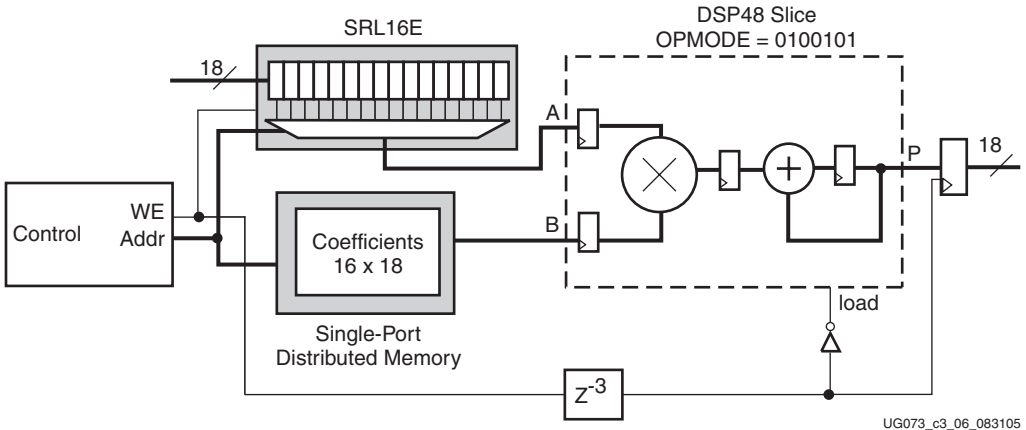 DSP48 Slice
OPMODE = 0100101
SRL16E
18
A
P
18
WE
Control
Addr
Coefficients
16 x 18
B
Single-Port
Distributed Memory
load
Z-3
UG073_c3_06_083105